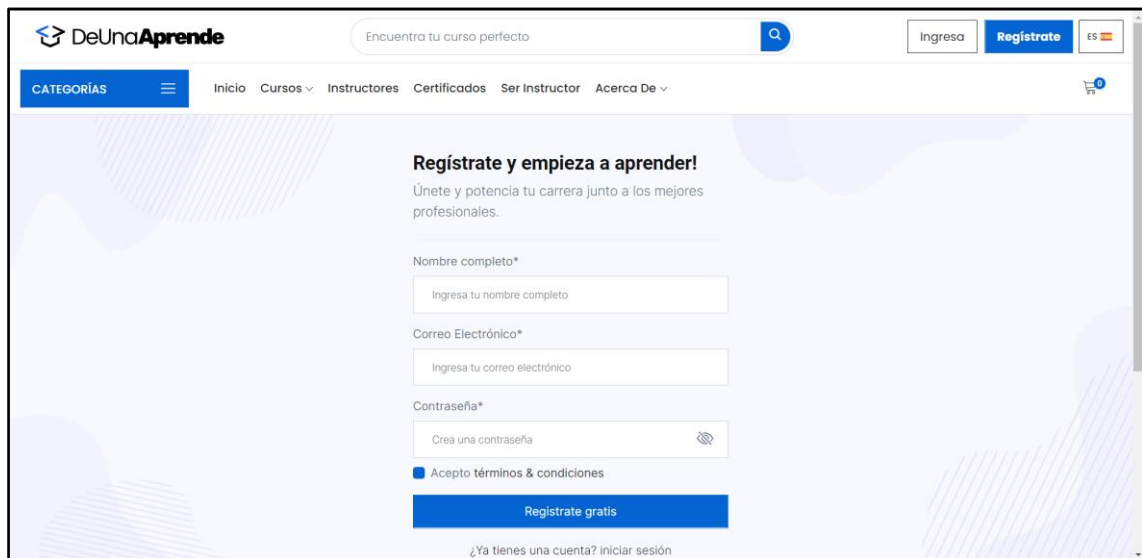 DeUnaAprende
Encuentra tu curso perfecto
Ingresa
Regístrate
ES
CATEGORÍAS
Inicio
Cursos
Instructores
Certificados
Ser Instructor
Acerca De
0
Regístrate y empieza a aprender!
Únete y potencia tu carrera junto a los mejores
profesionales.
Nombre completo*
Ingresa tu nombre completo
Correo Electrónico*
Ingresa tu correo electrónico
Contraseña*
Crea una contraseña
Acepto términos & condiciones
Registrate gratis
¿Ya tienes una cuenta? iniciar sesión